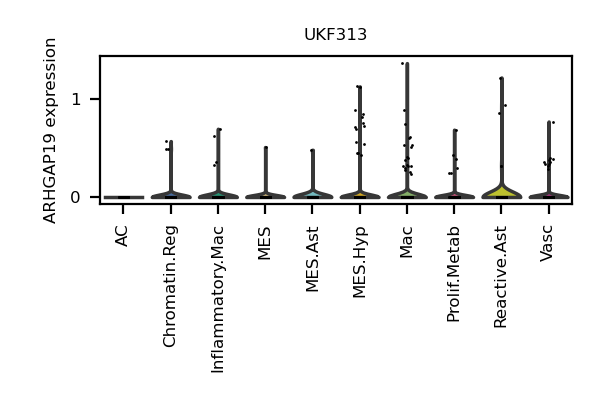 UKF313
ARHGAP19 expression
1
0
AC
Chromatin.Reg
Inflammatory.Mac
MES
MES.Ast
MES.Hyp
Mac
Prolif.Metab
Reactive.Ast
Vasc